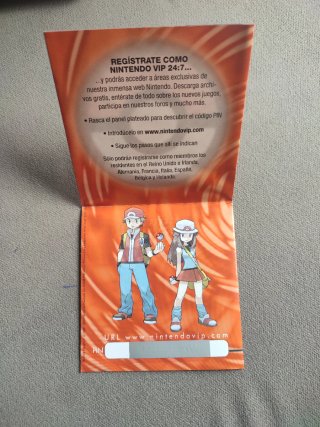 REGÍSTRATE COMO
NINTENDO VIP 24:7...
... y podrás acceder a áreas exclusivas de
nuestra inmensa web Nintendo. Descarga archi-
vos gratis, entérate de todo sobre los nuevos juegos,
participa en nuestros foros y mucho más.
• Rasca el panel plateado para descubrir el código PIN
• Introdúcelo en www.nintendovip.com
• Sigue los pasos que allí se indican
Sólo podrán registrarse como miembros los
residentes en el Reino Unido e Irlanda,
Alemania, Francia, Italia, España,
Bélgica y Holanda.
URL www.nintendovip.com
PIN